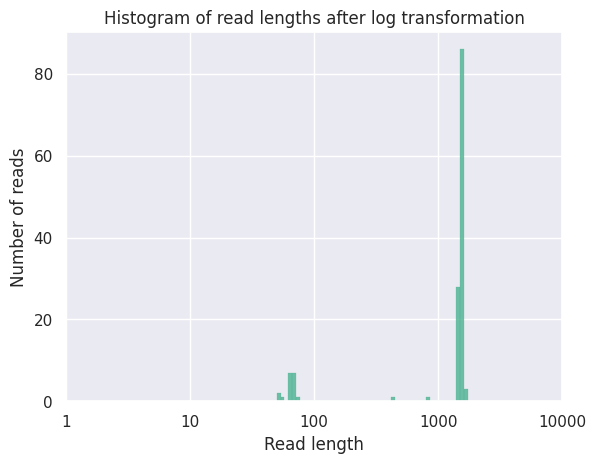 Histogram of read lengths after log transformation
Number of reads
80
60
40
20
0
1 10 100 1000 10000
Read length